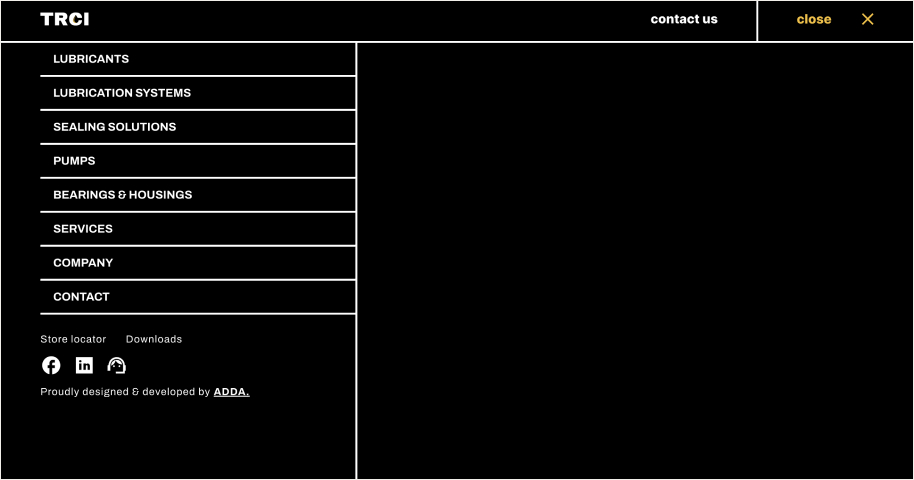 TRCI
contact us
close
LUBRICANTS
LUBRICATION SYSTEMS
SEALING SOLUTIONS
PUMPS
BEARINGS & HOUSINGS
SERVICES
COMPANY
CONTACT
Store locator Downloads
Proudly designed & developed by ADDA.